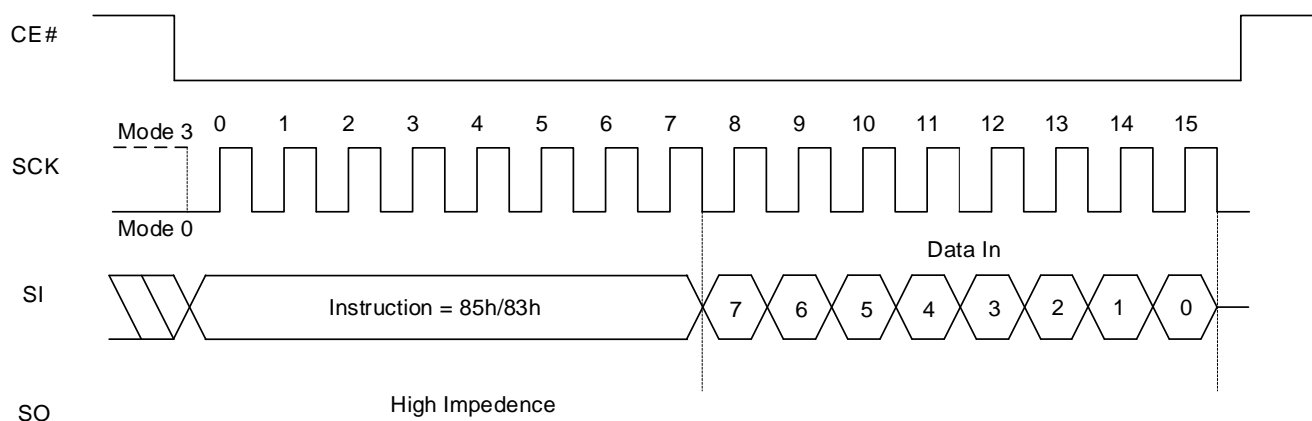 CE#
Mode 3 0 1 2 3 4 5 6 7 8 9 10 11 12 13 14 15
SCK
Mode 0
Data In
SI Instruction = 85h/83h 7 6 5 4 3 2 1 0
High Impedence
SO